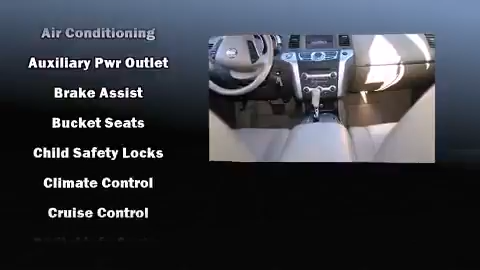 Air Conditioning
Auxiliary Pwr Outlet
Brake Assist
Bucket Seats
Child Safety Locks
Climate Control
Cruise Control